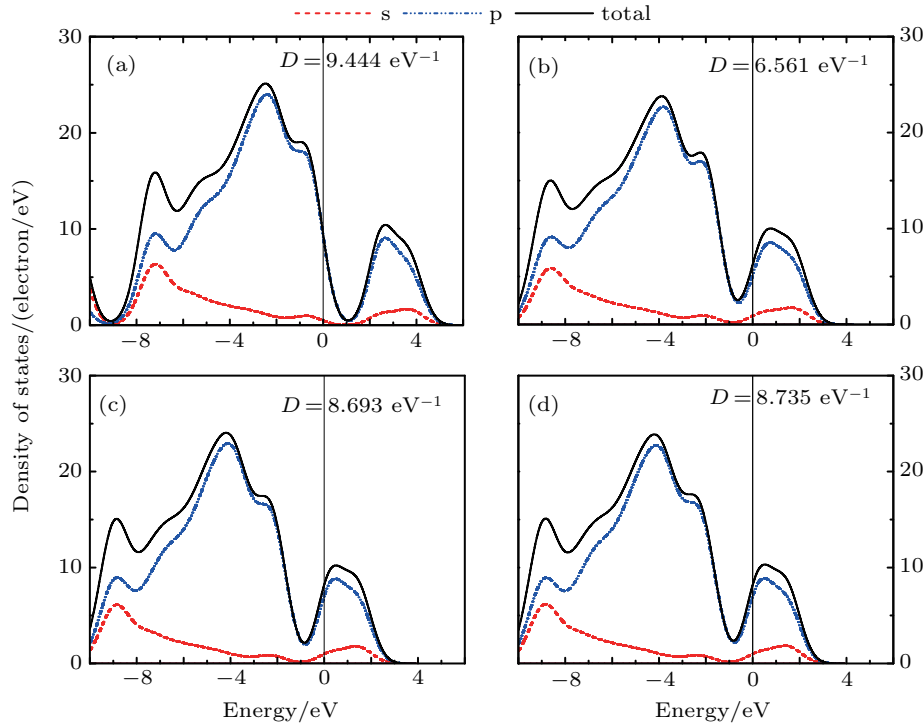 s p total
30 (a) D = 9.444 eV⁻¹ (b) D = 6.561 eV⁻¹ 30
20 20
10 10
0 0
−8 −4 0 4 −8 −4 0 4
30 (c) D = 8.693 eV⁻¹ (d) D = 8.735 eV⁻¹ 30
20 20
10 10
0 0
−8 −4 0 4 −8 −4 0 4
Density of states/(electron/eV)
Energy/eV Energy/eV